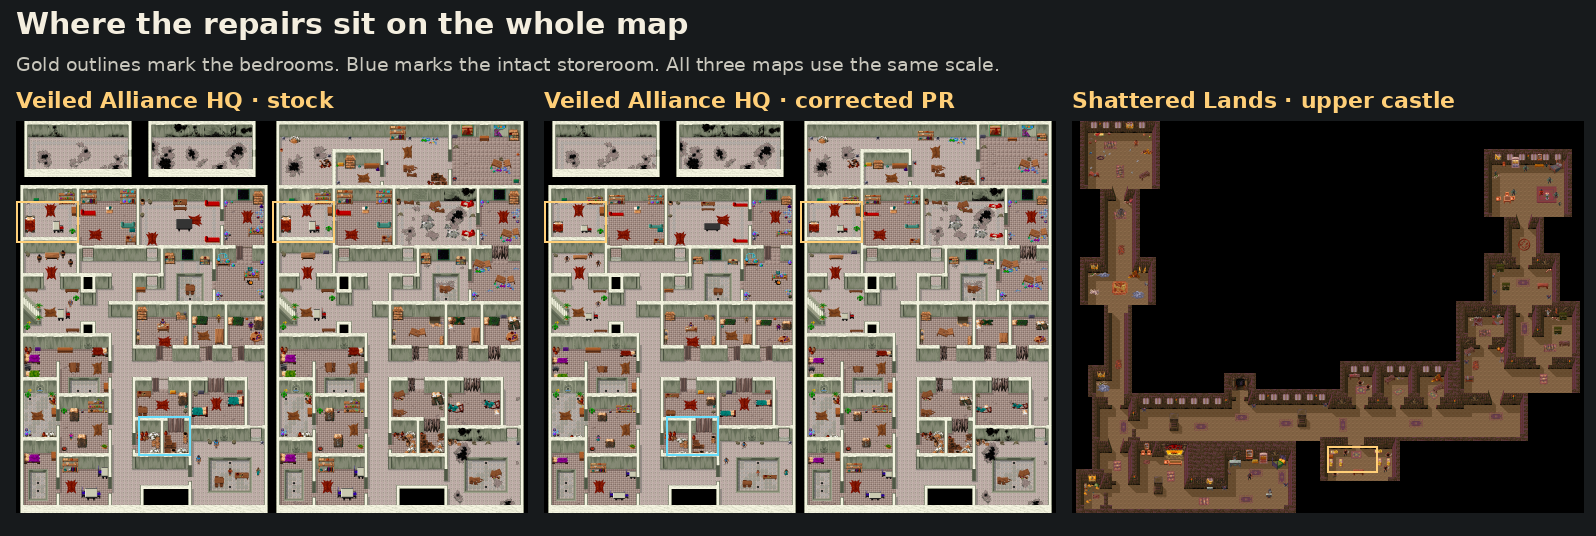 Where the repairs sit on the whole map
Gold outlines mark the bedrooms. Blue marks the intact storeroom. All three maps use the same scale.
Veiled Alliance HQ · stock
Veiled Alliance HQ · corrected PR
Shattered Lands · upper castle